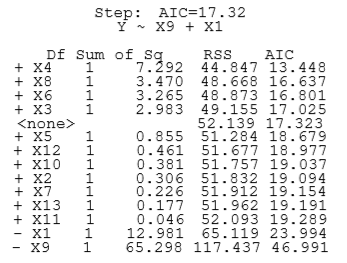 Step: AIC=17.32
Y ~ X9 + X1
Df Sum of Sq RSS AIC
+ X4 1 7.292 44.847 13.448
+ X8 1 3.470 48.668 16.637
+ X6 1 3.265 48.873 16.801
+ X3 1 2.983 49.155 17.025
<none> 52.139 17.323
+ X5 1 0.855 51.284 18.679
+ X12 1 0.461 51.677 18.977
+ X10 1 0.381 51.757 19.037
+ X2 1 0.306 51.832 19.094
+ X7 1 0.226 51.912 19.154
+ X13 1 0.177 51.962 19.191
+ X11 1 0.046 52.093 19.289
- X1 1 12.981 65.119 23.994
- X9 1 65.298 117.437 46.991